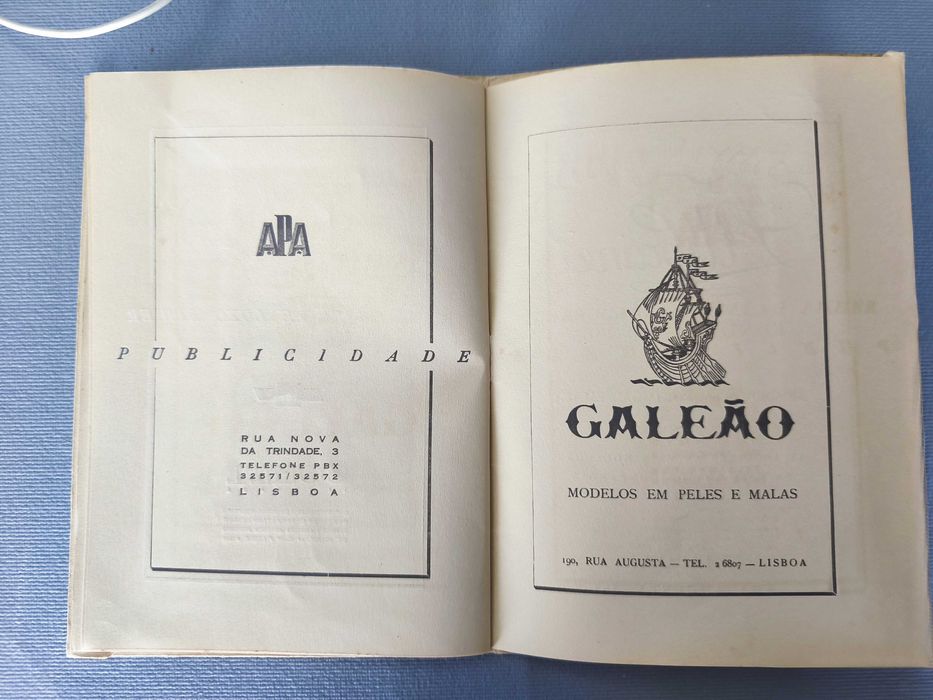 APA
PUBLICIDADE
RUA NOVA
DA TRINDADE, 3
TELEFONE PBX
32571/32572
LISBOA
GALEÃO
MODELOS EM PELES E MALAS
190, RUA AUGUSTA — TEL. 2 6807 — LISBOA